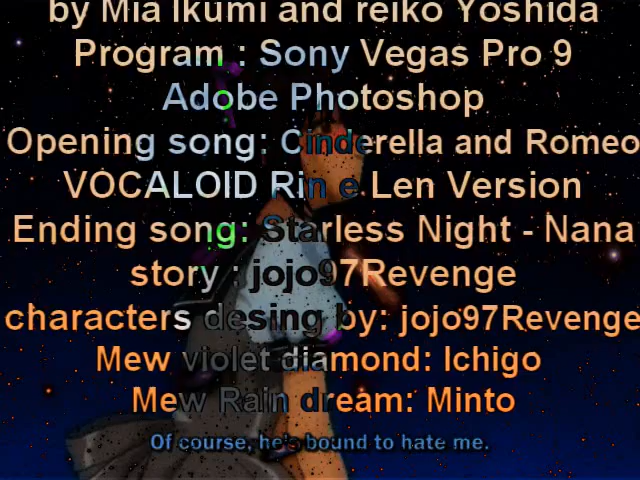 by Mia Ikumi and reiko Yoshida
Program : Sony Vegas Pro 9
Adobe Photoshop
Opening song: Cinderella and Romeo
VOCALOID Rin e Len Version
Ending song: Starless Night - Nana
story : jojo97Revenge
characters desing by: jojo97Revenge
Mew violet diamond: Ichigo
Mew Rain dream: Minto
Of course, he's bound to hate me.